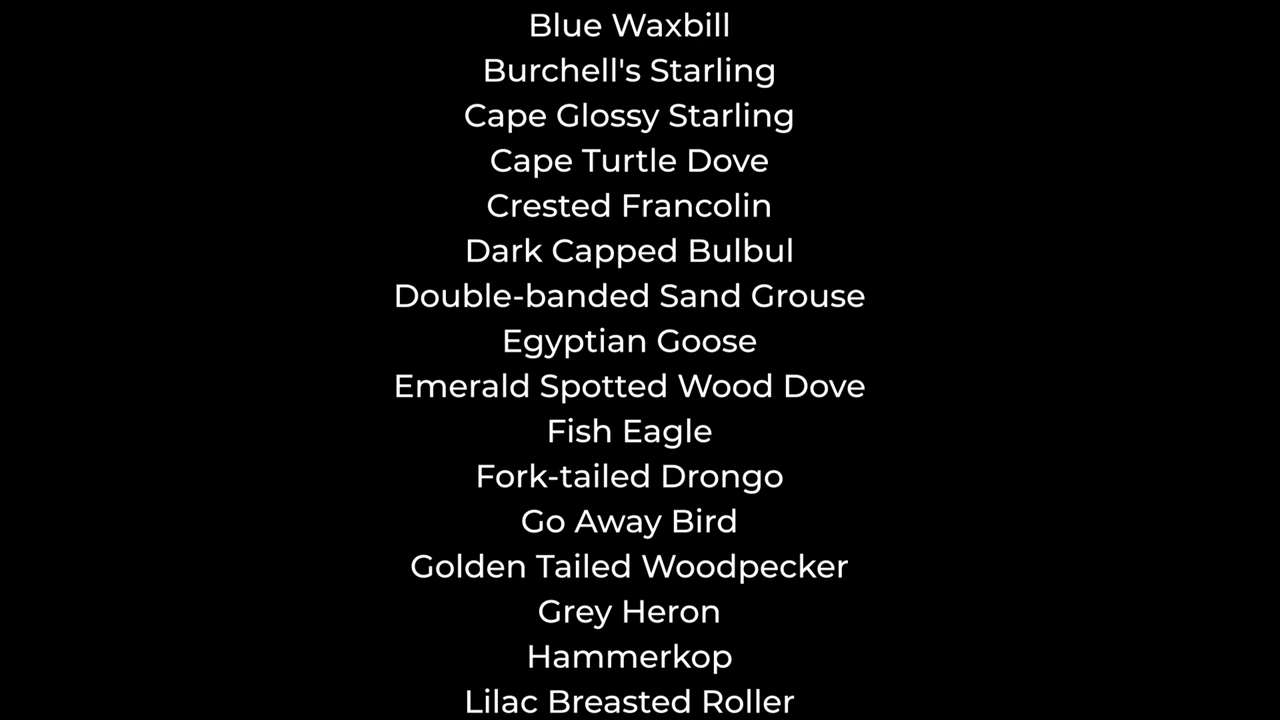 Blue Waxbill
Burchell's Starling
Cape Glossy Starling
Cape Turtle Dove
Crested Francolin
Dark Capped Bulbul
Double-banded Sand Grouse
Egyptian Goose
Emerald Spotted Wood Dove
Fish Eagle
Fork-tailed Drongo
Go Away Bird
Golden Tailed Woodpecker
Grey Heron
Hammerkop
Lilac Breasted Roller